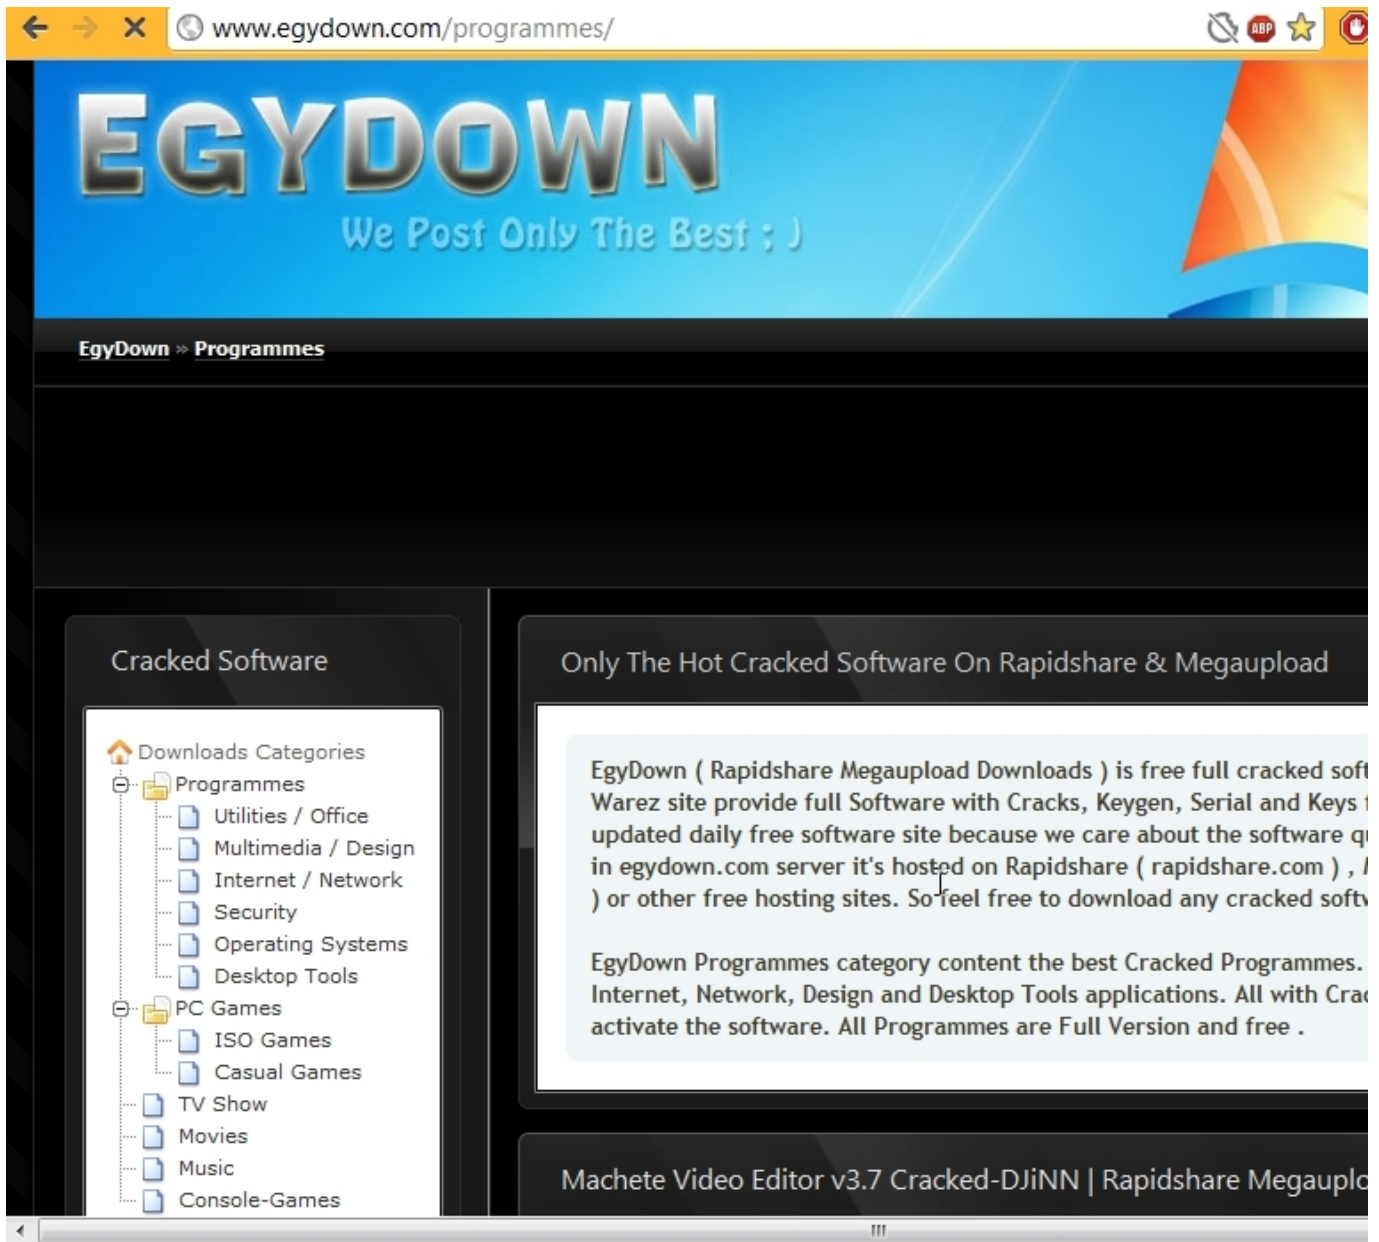 www.egydown.com/programmes/
ABP
EGYDOWN
We Post Only The Best ; )
EgyDown » Programmes
Cracked Software
Downloads Categories
Programmes
Utilities / Office
Multimedia / Design
Internet / Network
Security
Operating Systems
Desktop Tools
PC Games
ISO Games
Casual Games
TV Show
Movies
Music
Console-Games
Only The Hot Cracked Software On Rapidshare & Megaupload
EgyDown ( Rapidshare Megaupload Downloads ) is free full cracked soft
Warez site provide full Software with Cracks, Keygen, Serial and Keys
updated daily free software site because we care about the software qu
in egydown.com server it's hosted on Rapidshare ( rapidshare.com ) ,
) or other free hosting sites. So feel free to download any cracked softw
EgyDown Programmes category content the best Cracked Programmes.
Internet, Network, Design and Desktop Tools applications. All with Crac
activate the software. All Programmes are Full Version and free .
Machete Video Editor v3.7 Cracked-DJiNN | Rapidshare Megauplo